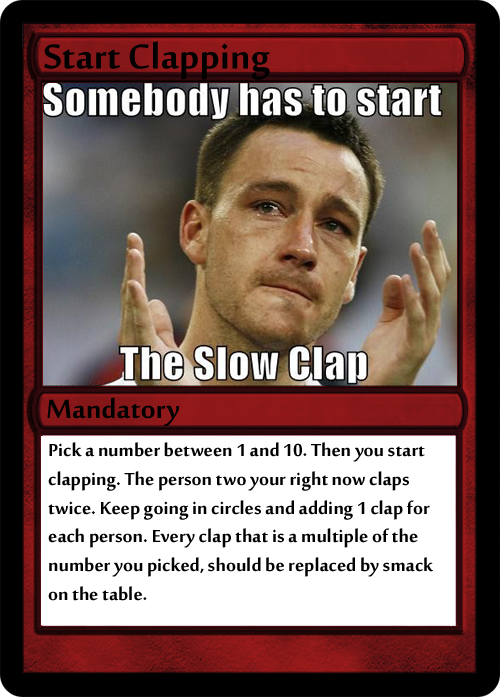 Start Clapping
Somebody has to start
The Slow Clap
Mandatory
Pick a number between 1 and 10. Then you start
clapping. The person two your right now claps
twice. Keep going in circles and adding 1 clap for
each person. Every clap that is a multiple of the
number you picked, should be replaced by smack
on the table.